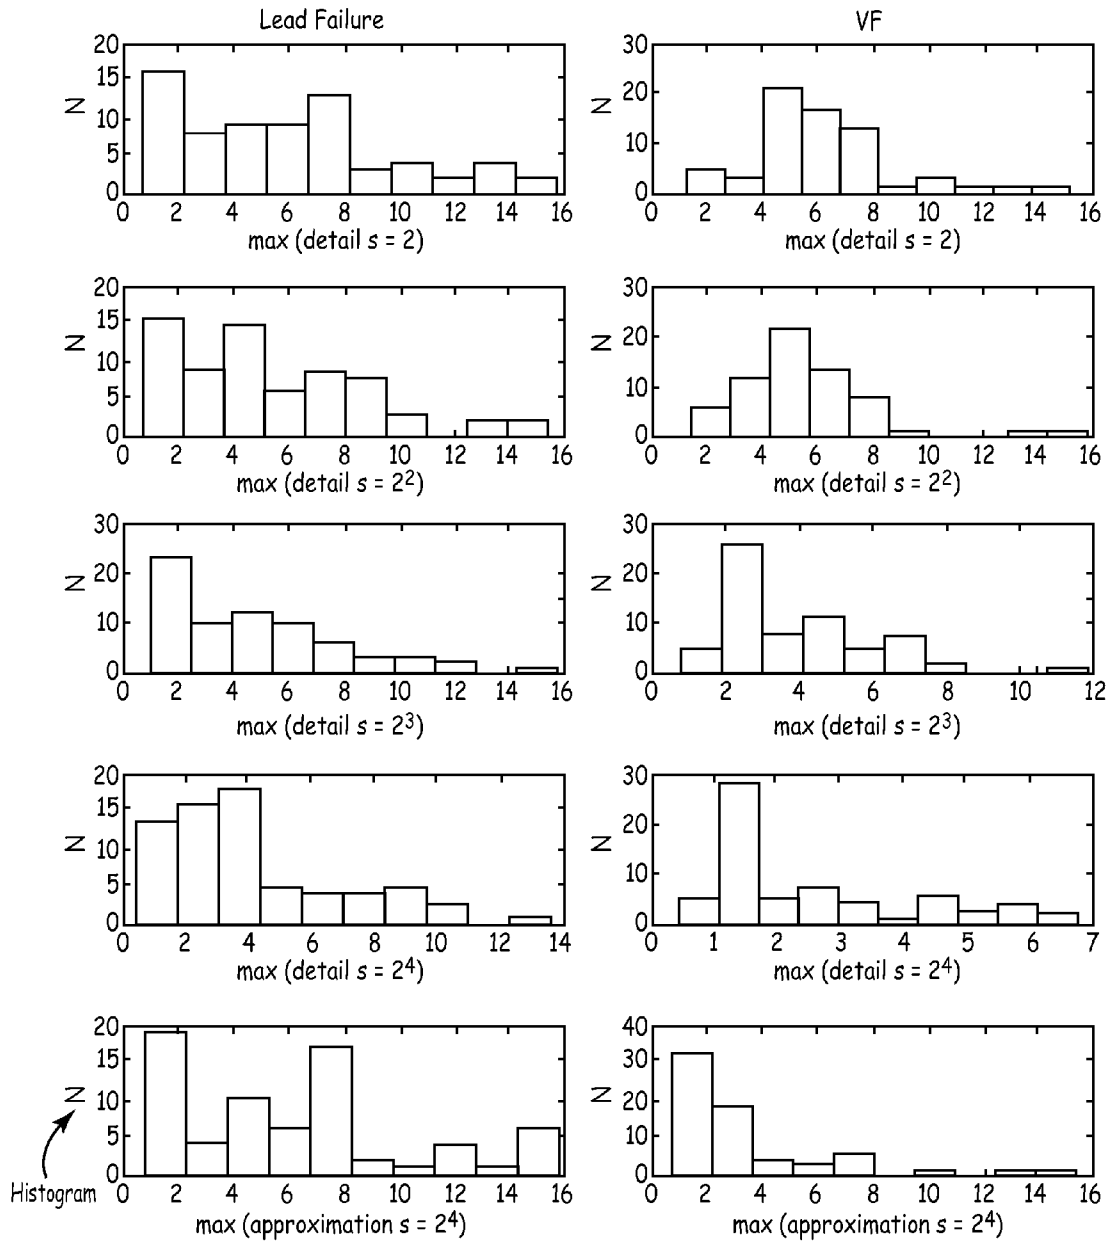 Lead Failure
VF
20
15
10
5
0
N
0 2 4 6 8 10 12 14 16
max (detail s = 2)
30
20
10
0
N
0 2 4 6 8 10 12 14 16
max (detail s = 2)
20
15
10
5
0
N
0 2 4 6 8 10 12 14 16
max (detail s = 2²)
30
20
10
0
N
0 2 4 6 8 10 12 14 16
max (detail s = 2²)
30
20
10
0
N
0 2 4 6 8 10 12 14 16
max (detail s = 2³)
30
20
10
0
N
0 2 4 6 8 10 12
max (detail s = 2³)
20
15
10
5
0
N
0 2 4 6 8 10 12 14
max (detail s = 2⁴)
30
20
10
0
N
0 1 2 3 4 5 6 7
max (detail s = 2⁴)
20
15
10
5
0
N
Histogram
0 2 4 6 8 10 12 14 16
max (approximation s = 2⁴)
40
30
20
10
0
N
0 2 4 6 8 10 12 14 16
max (approximation s = 2⁴)